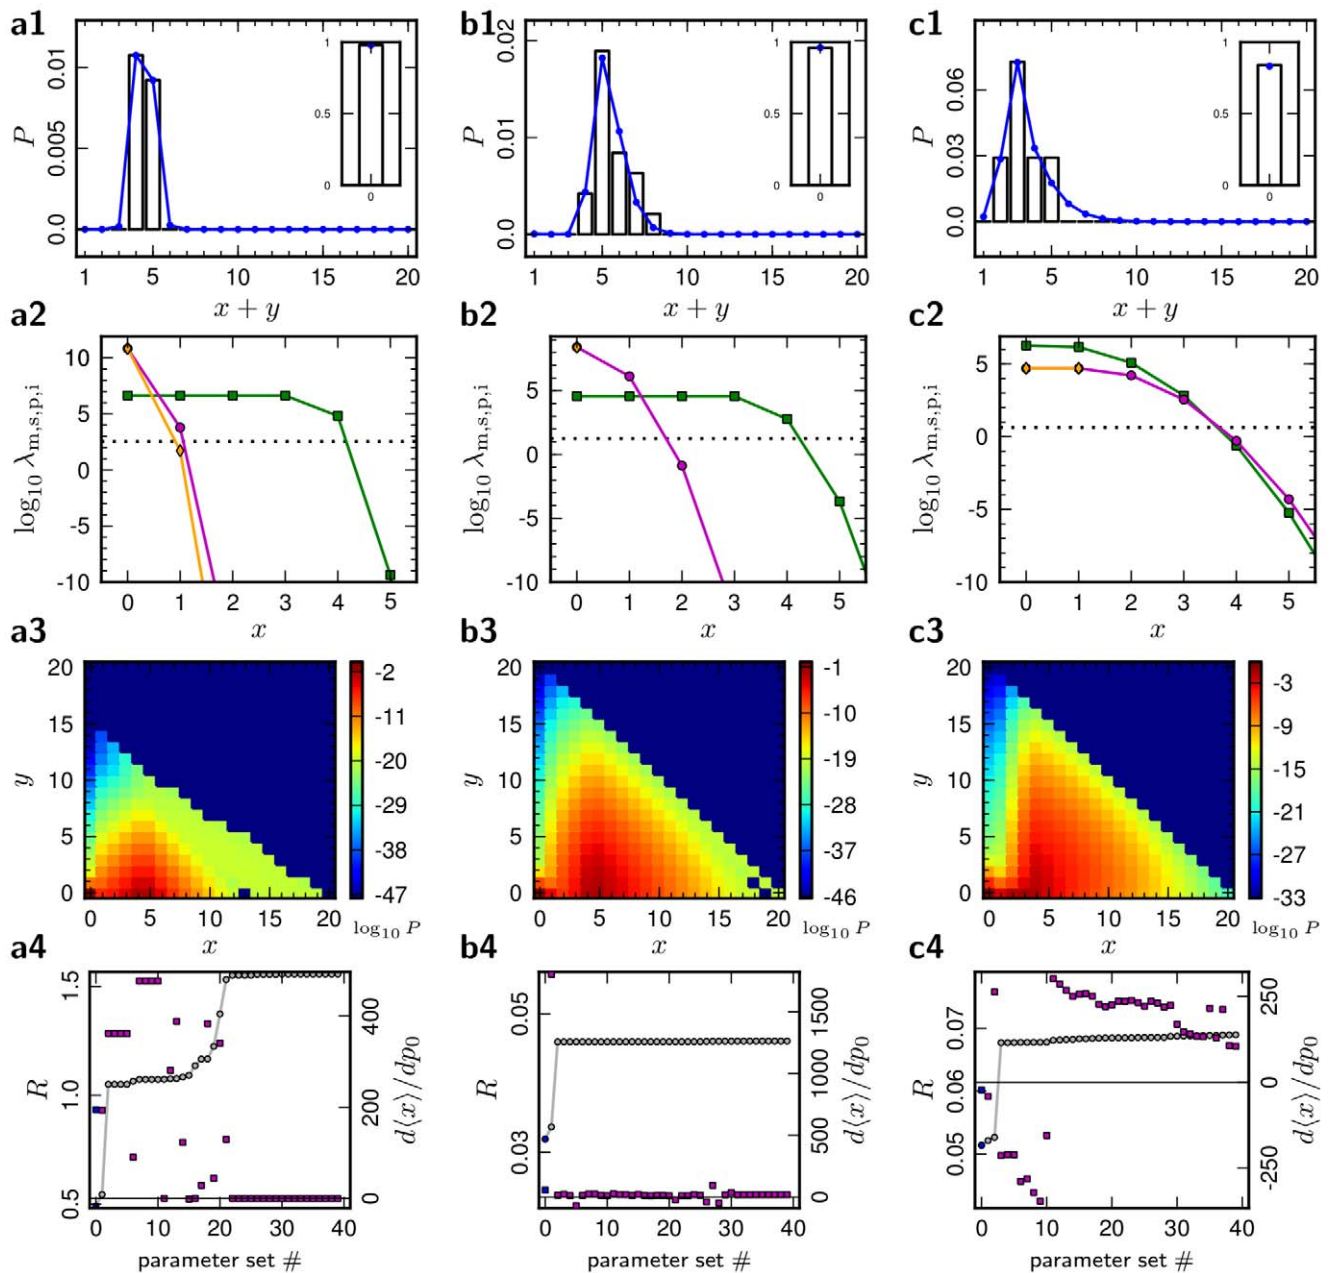 a1 b1 c1
P 0.01 0.005 0.0
1 0.5 0 0
1 5 10 15 20
x + y
P 0.02 0.01 0.0
1 0.5 0 0
1 5 10 15 20
x + y
P 0.06 0.03 0.0
1 0.5 0 0
1 5 10 15 20
x + y
a2 b2 c2
log₁₀ λm,s,p,i
10 5 0 -5 -10
0 1 2 3 4 5
x
log₁₀ λm,s,p,i
5 0 -5 -10
0 1 2 3 4 5
x
log₁₀ λm,s,p,i
5 0 -5 -10
0 1 2 3 4 5
x
a3 b3 c3
y 20 15 10 5 0
0 5 10 15 20
x
-2 -11 -20 -29 -38 -47
log₁₀ P
y 20 15 10 5 0
0 5 10 15 20
x
-1 -10 -19 -28 -37 -46
log₁₀ P
y 20 15 10 5 0
0 5 10 15 20
x
-3 -9 -15 -21 -27 -33
log₁₀ P
a4 b4 c4
R 1.5 1.0 0.5
400 200 0
d⟨x⟩/dp₀
0 10 20 30 40
parameter set #
R 0.05 0.03
1500 1000 500 0
d⟨x⟩/dp₀
0 10 20 30 40
parameter set #
R 0.07 0.06 0.05
250 0 -250
d⟨x⟩/dp₀
0 10 20 30 40
parameter set #